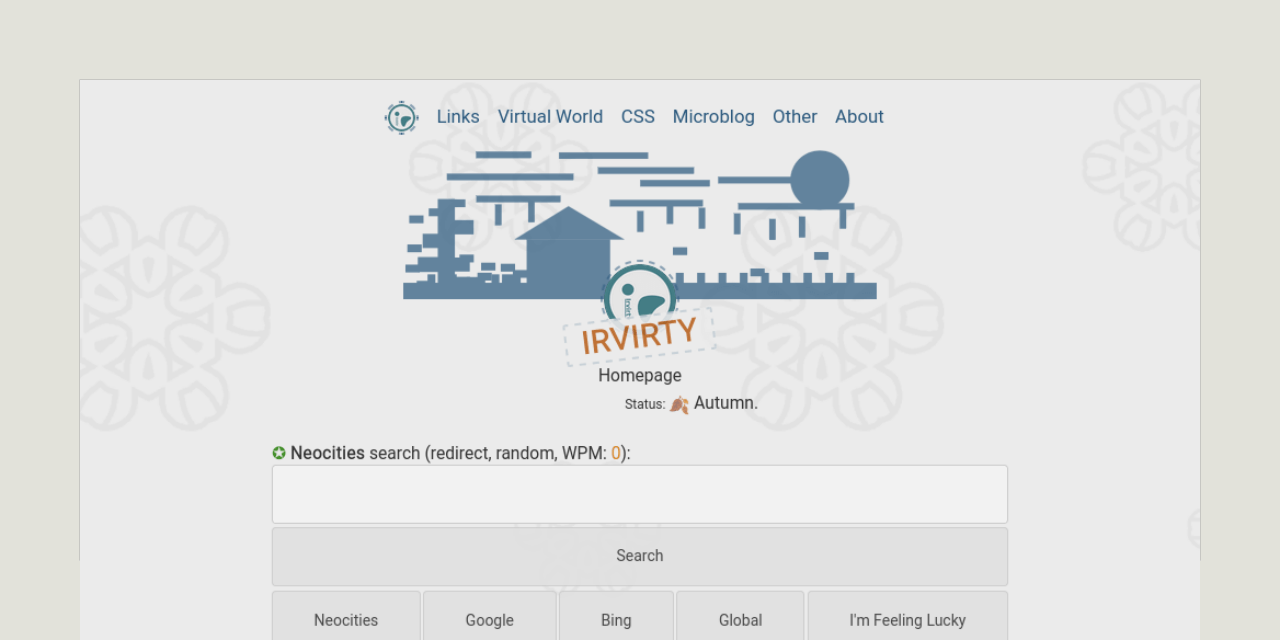 Links Virtual World CSS Microblog Other About
IRVIRTY
Homepage
Status: 🍂 Autumn.
✪ Neocities search (redirect, random, WPM: 0):
Search
Neocities Google Bing Global I'm Feeling Lucky